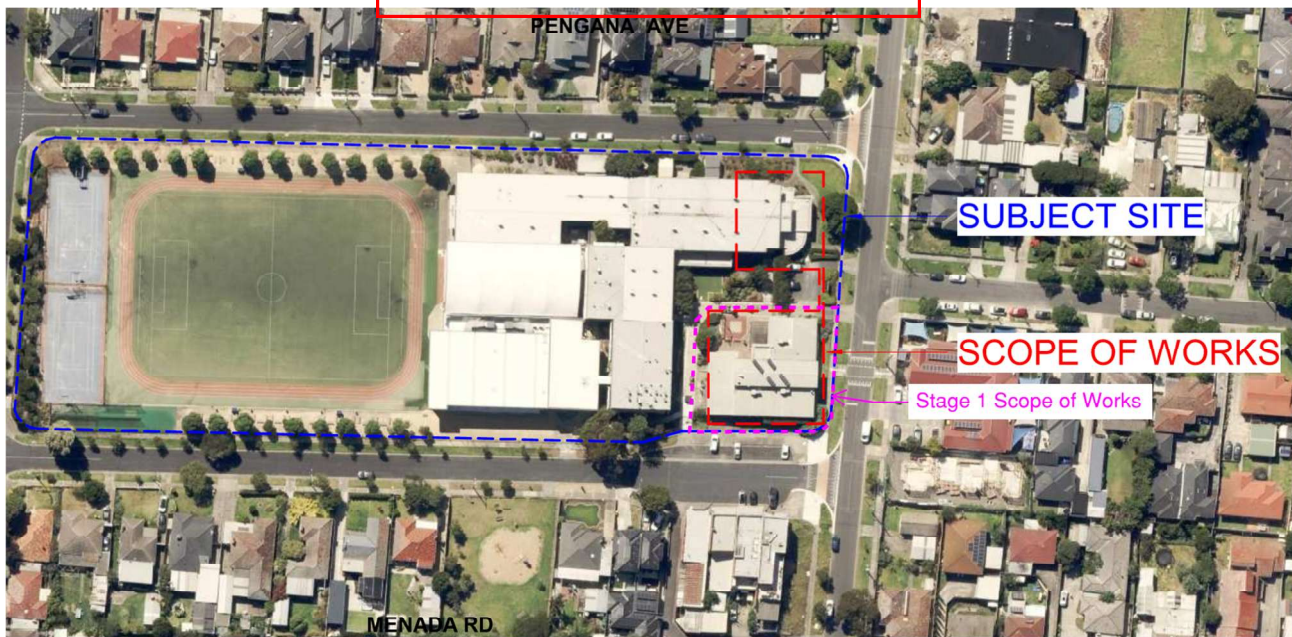 PENGANA AVE
SUBJECT SITE
SCOPE OF WORKS
Stage 1 Scope of Works
MENADA RD